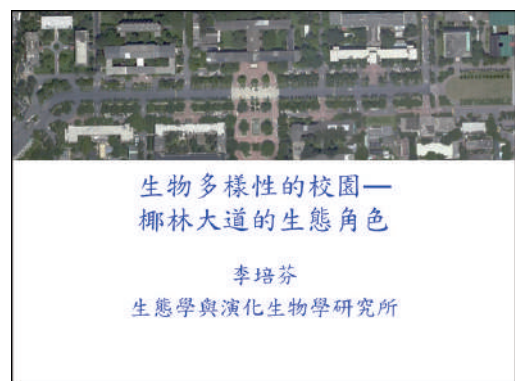 生物多樣性的校園—
椰林大道的生態角色
李培芬
生態學與演化生物學研究所